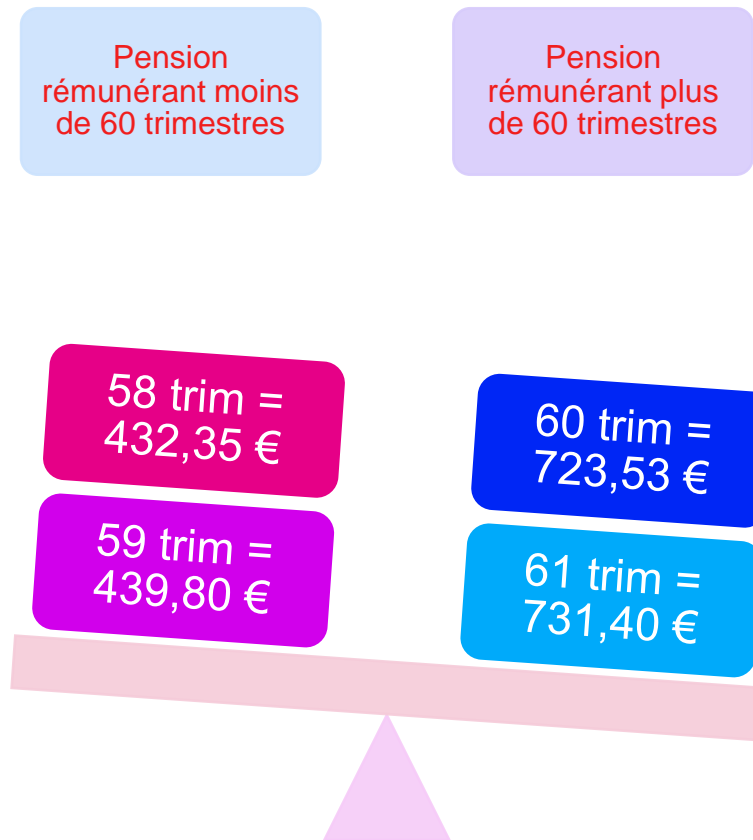 Pension
rémunérant moins
de 60 trimestres
Pension
rémunérant plus
de 60 trimestres
58 trim =
432,35 €
59 trim =
439,80 €
60 trim =
723,53 €
61 trim =
731,40 €